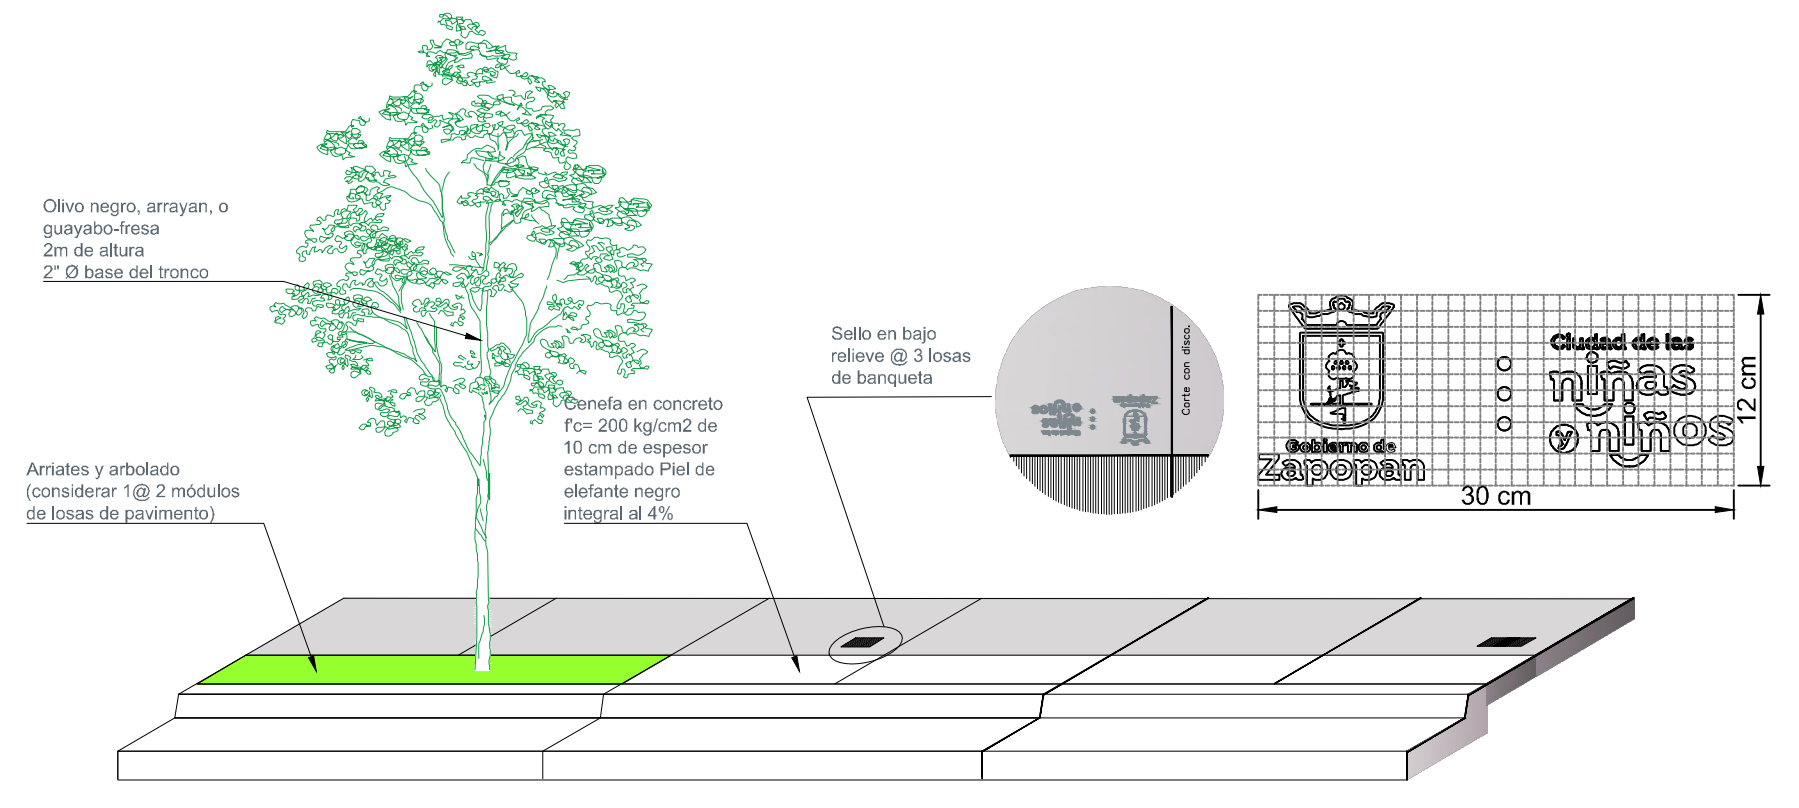 Olivo negro, arrayan, o
guayabo-fresa
2m de altura
2" Ø base del tronco
Arriates y arbolado
(considerar 1@ 2 módulos
de losas de pavimento)
Cenefa en concreto
f'c= 200 kg/cm2 de
10 cm de espesor
estampado Piel de
elefante negro
integral al 4%
Sello en bajo
relieve @ 3 losas
de banqueta
Corte con disco.
Gobierno de
Zapopan
Ciudad de las
niñas
y niños
12 cm
30 cm